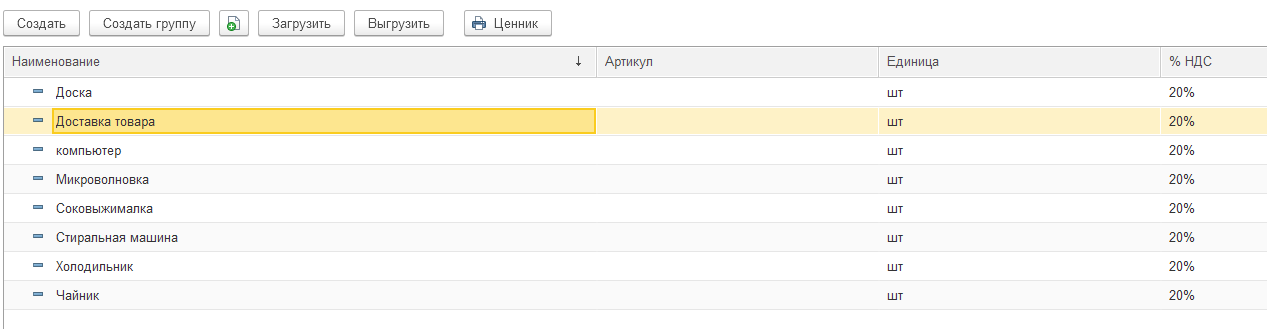 Создать Создать группу Загрузить Выгрузить Ценник
Наименование ↓ Артикул Единица % НДС
Доска шт 20%
Доставка товара шт 20%
компьютер шт 20%
Микроволновка шт 20%
Соковыжималка шт 20%
Стиральная машина шт 20%
Холодильник шт 20%
Чайник шт 20%